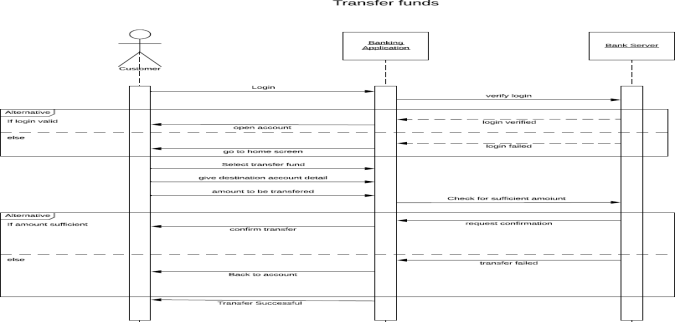 Transfer funds
Customer
Banking
Application
Bank Server
Login
verify login
Alternative
If login valid
login verified
open account
else
login failed
go to home screen
Select transfer fund
give destination account detail
amount to be transfered
Check for sufficient amoiunt
Alternative
If amount sufficient
request confirmation
confirm transfer
else
transfer failed
Back to account
Transfer Successful